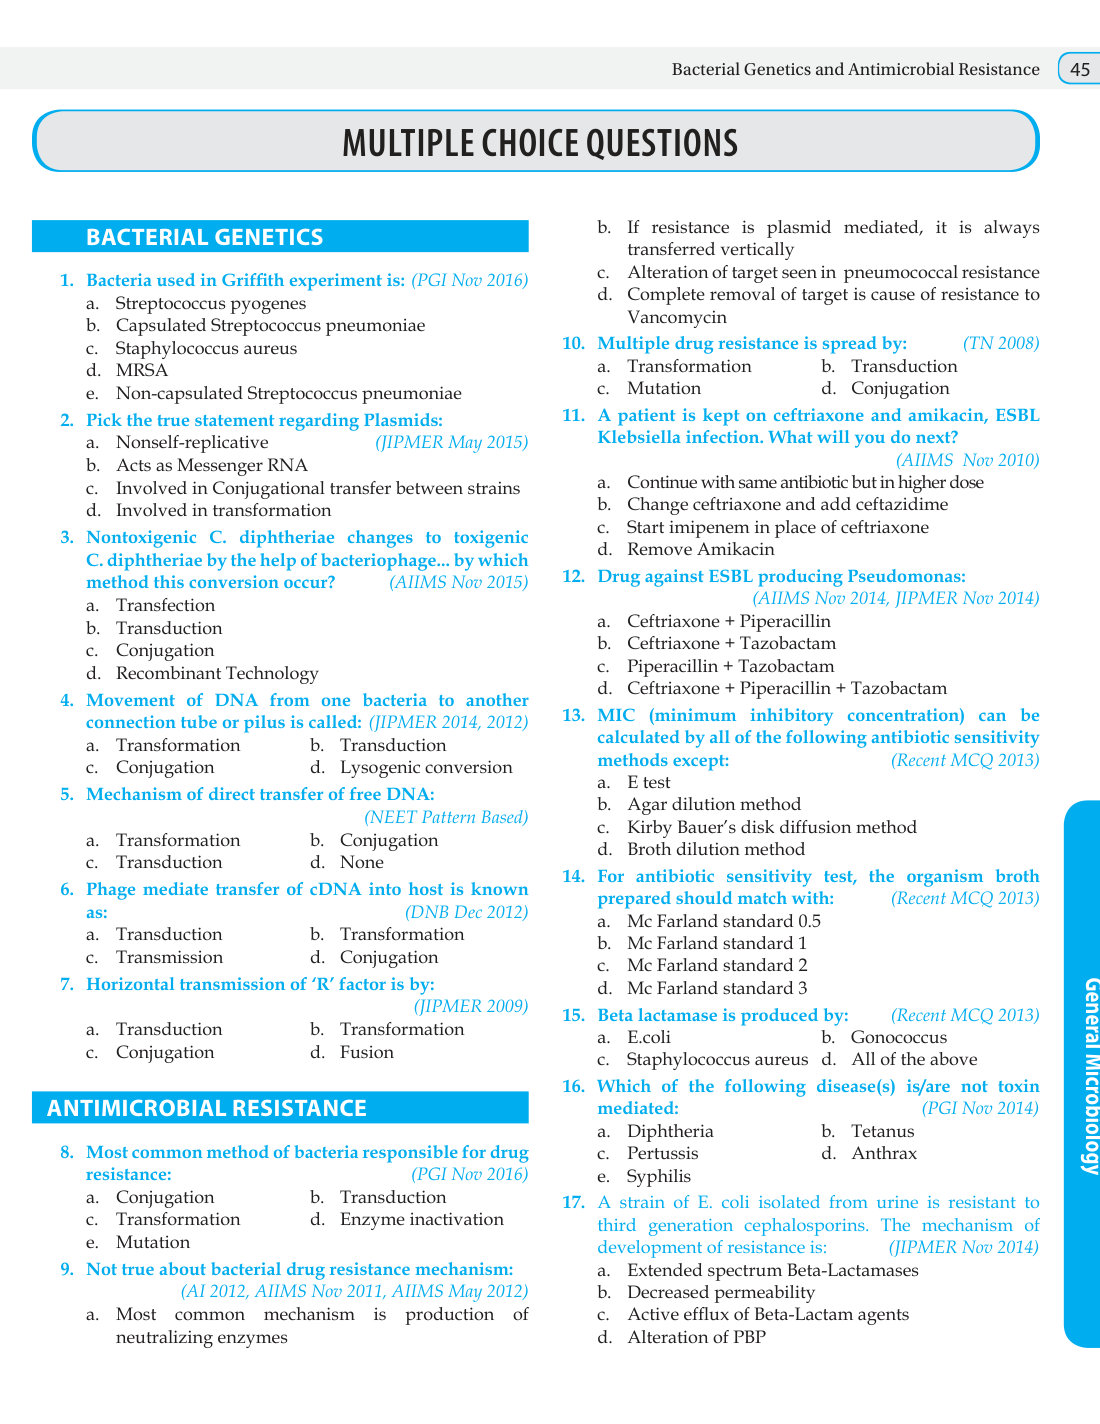 Bacterial Genetics and Antimicrobial Resistance 45
MULTIPLE CHOICE QUESTIONS
BACTERIAL GENETICS
1. Bacteria used in Griffith experiment is: (PGI Nov 2016)
a. Streptococcus pyogenes
b. Capsulated Streptococcus pneumoniae
c. Staphylococcus aureus
d. MRSA
e. Non-capsulated Streptococcus pneumoniae
2. Pick the true statement regarding Plasmids:
a. Nonself-replicative (JIPMER May 2015)
b. Acts as Messenger RNA
c. Involved in Conjugational transfer between strains
d. Involved in transformation
3. Nontoxigenic C. diphtheriae changes to toxigenic
C. diphtheriae by the help of bacteriophage... by which
method this conversion occur? (AIIMS Nov 2015)
a. Transfection
b. Transduction
c. Conjugation
d. Recombinant Technology
4. Movement of DNA from one bacteria to another
connection tube or pilus is called: (JIPMER 2014, 2012)
a. Transformation b. Transduction
c. Conjugation d. Lysogenic conversion
5. Mechanism of direct transfer of free DNA:
(NEET Pattern Based)
a. Transformation b. Conjugation
c. Transduction d. None
6. Phage mediate transfer of cDNA into host is known
as: (DNB Dec 2012)
a. Transduction b. Transformation
c. Transmission d. Conjugation
7. Horizontal transmission of ‘R’ factor is by:
(JIPMER 2009)
a. Transduction b. Transformation
c. Conjugation d. Fusion
ANTIMICROBIAL RESISTANCE
8. Most common method of bacteria responsible for drug
resistance: (PGI Nov 2016)
a. Conjugation b. Transduction
c. Transformation d. Enzyme inactivation
e. Mutation
9. Not true about bacterial drug resistance mechanism:
(AI 2012, AIIMS Nov 2011, AIIMS May 2012)
a. Most common mechanism is production of
neutralizing enzymes
b. If resistance is plasmid mediated, it is always
transferred vertically
c. Alteration of target seen in pneumococcal resistance
d. Complete removal of target is cause of resistance to
Vancomycin
10. Multiple drug resistance is spread by: (TN 2008)
a. Transformation b. Transduction
c. Mutation d. Conjugation
11. A patient is kept on ceftriaxone and amikacin, ESBL
Klebsiella infection. What will you do next?
(AIIMS Nov 2010)
a. Continue with same antibiotic but in higher dose
b. Change ceftriaxone and add ceftazidime
c. Start imipenem in place of ceftriaxone
d. Remove Amikacin
12. Drug against ESBL producing Pseudomonas:
(AIIMS Nov 2014, JIPMER Nov 2014)
a. Ceftriaxone + Piperacillin
b. Ceftriaxone + Tazobactam
c. Piperacillin + Tazobactam
d. Ceftriaxone + Piperacillin + Tazobactam
13. MIC (minimum inhibitory concentration) can be
calculated by all of the following antibiotic sensitivity
methods except: (Recent MCQ 2013)
a. E test
b. Agar dilution method
c. Kirby Bauer’s disk diffusion method
d. Broth dilution method
14. For antibiotic sensitivity test, the organism broth
prepared should match with: (Recent MCQ 2013)
a. Mc Farland standard 0.5
b. Mc Farland standard 1
c. Mc Farland standard 2
d. Mc Farland standard 3
15. Beta lactamase is produced by: (Recent MCQ 2013)
a. E.coli b. Gonococcus
c. Staphylococcus aureus d. All of the above
16. Which of the following disease(s) is/are not toxin
mediated: (PGI Nov 2014)
a. Diphtheria b. Tetanus
c. Pertussis d. Anthrax
e. Syphilis
17. A strain of E. coli isolated from urine is resistant to
third generation cephalosporins. The mechanism of
development of resistance is: (JIPMER Nov 2014)
a. Extended spectrum Beta-Lactamases
b. Decreased permeability
c. Active efflux of Beta-Lactam agents
d. Alteration of PBP
General Microbiology